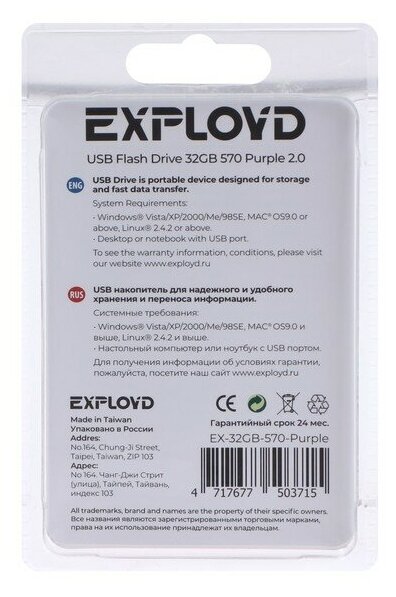 EXPLOYD
USB Flash Drive 32GB 570 Purple 2.0
ENG
USB Drive is portable device designed for storage
and fast data transfer.
System Requirements:
• Windows® Vista/XP/2000/Me/98SE, MAC® OS9.0 or
above, Linux® 2.4.2 or above.
• Desktop or notebook with USB port.
To see the warranty information, conditions, please visit
our website www.exployd.ru
RUS
USB накопитель для надежного и удобного
хранения и переноса информации.
Системные требования:
• Windows® Vista/XP/2000/Me/98SE, MAC® OS9.0 и
выше, Linux® 2.4.2 и выше.
• Настольный компьютер или ноутбук с USB портом.
Для получения информации об условиях гарантии,
пожалуйста, посетите наш сайт www.exployd.ru
EXPLOYD
Made in Taiwan
Упаковано в России
Addres:
No.164, Chung-Ji Street,
Taipei, Taiwan, ZIP 103
Адрес:
No 164. Чанг-Джи Стрит
(улица), Тайпей, Тайвань,
индекс 103
CE
Гарантийный срок 24 мес.
EX-32GB-570-Purple
4 717677 503715
All trademarks, brand and names are the property of their owners.
Все названия являются зарегистрированными торговыми марками,
права на их использование принадлежат их владельцам.